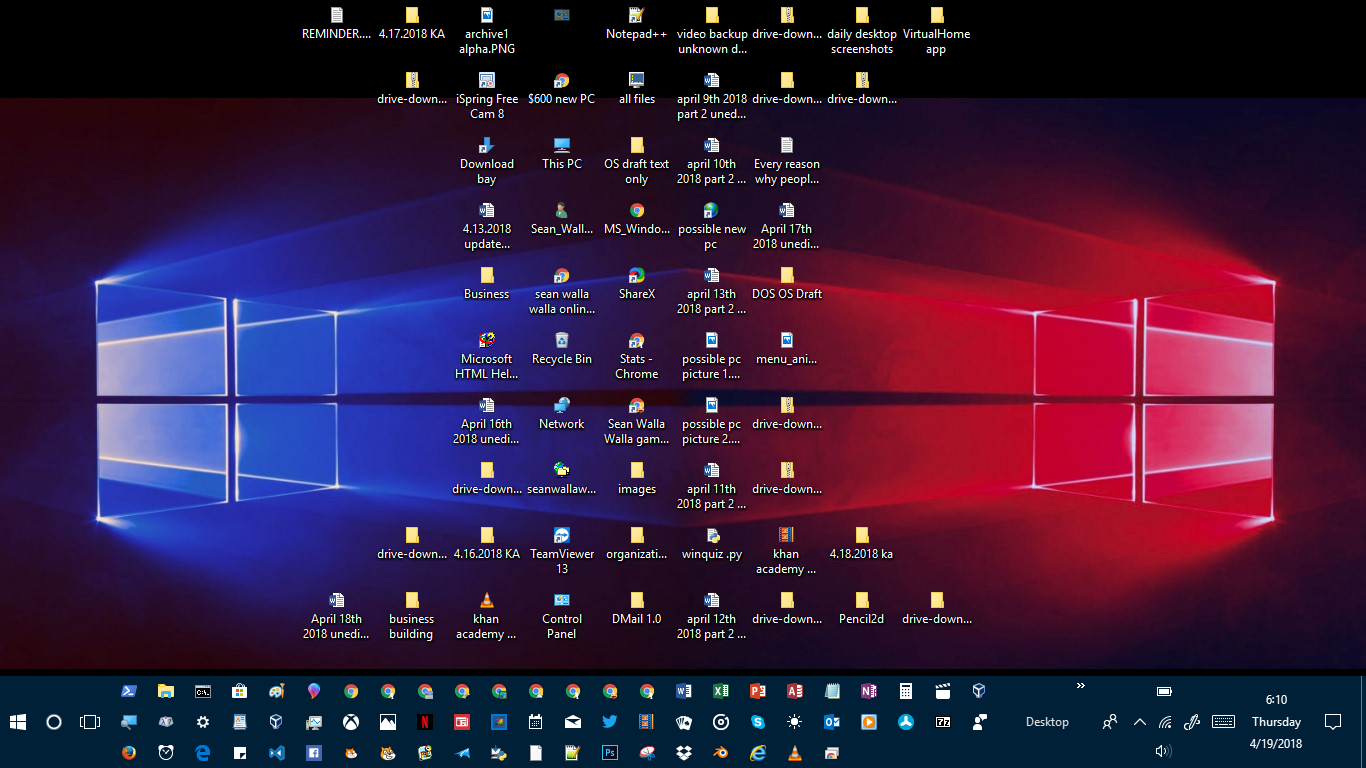 REMINDER....
4.17.2018 KA
archive1
alpha.PNG
Notepad++
video backup
unknown d...
drive-down...
daily desktop
screenshots
VirtualHome
app
drive-down...
iSpring Free
Cam 8
$600 new PC
all files
april 9th 2018
part 2 uned...
drive-down...
drive-down...
Download
bay
This PC
OS draft text
only
april 10th
2018 part 2 ...
Every reason
why peopl...
4.13.2018
update...
Sean_Wall...
MS_Windo...
possible new
pc
April 17th
2018 unedi...
Business
sean walla
walla onlin...
ShareX
april 13th
2018 part 2 ...
DOS OS Draft
Microsoft
HTML Hel...
Recycle Bin
Stats -
Chrome
possible pc
picture 1....
menu_ani...
April 16th
2018 unedi...
Network
Sean Walla
Walla gam...
possible pc
picture 2....
drive-down...
drive-down...
seanwallaw...
images
april 11th
2018 part 2 ...
drive-down...
drive-down...
4.16.2018 KA
TeamViewer
13
organizati...
winquiz .py
khan
academy ...
4.18.2018 ka
April 18th
2018 unedi...
business
building
khan
academy ...
Control
Panel
DMail 1.0
april 12th
2018 part 2 ...
drive-down...
Pencil2d
drive-down...
Desktop
6:10
Thursday
4/19/2018